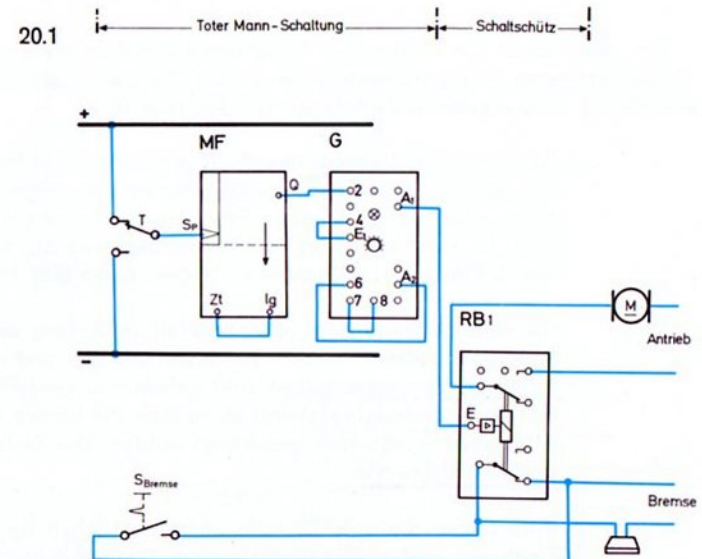 20.1
Toter Mann-Schaltung
Schaltschütz
+
MF
G
T
Sp
Q
Zt
Ig
2
A1
4
E1
6
A2
7
8
-
RB1
E
M
Antrieb
Bremse
SBremse